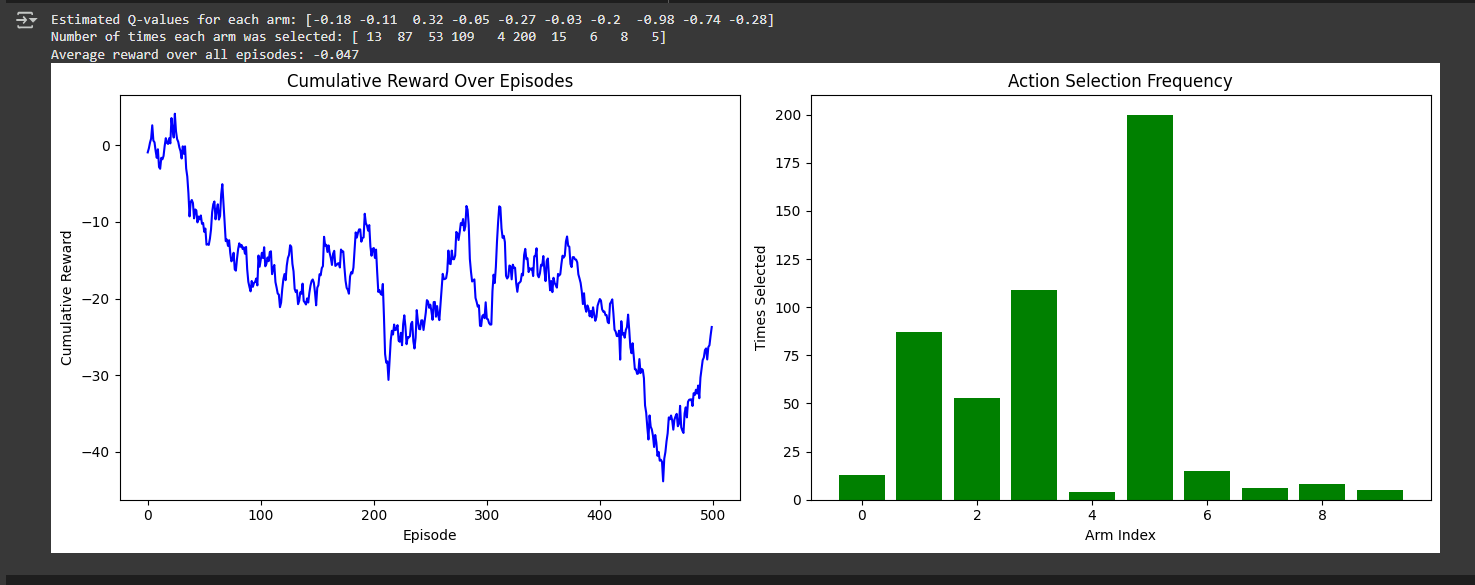 Estimated Q-values for each arm: [-0.18 -0.11  0.32 -0.05 -0.27 -0.03 -0.2  -0.98 -0.74 -0.28]
Number of times each arm was selected: [ 13  87  53 109   4 200  15   6   8   5]
Average reward over all episodes: -0.047
Cumulative Reward Over Episodes
Cumulative Reward
0
−10
−20
−30
−40
0 100 200 300 400 500
Episode
Action Selection Frequency
Times Selected
200
175
150
125
100
75
50
25
0
0 2 4 6 8
Arm Index